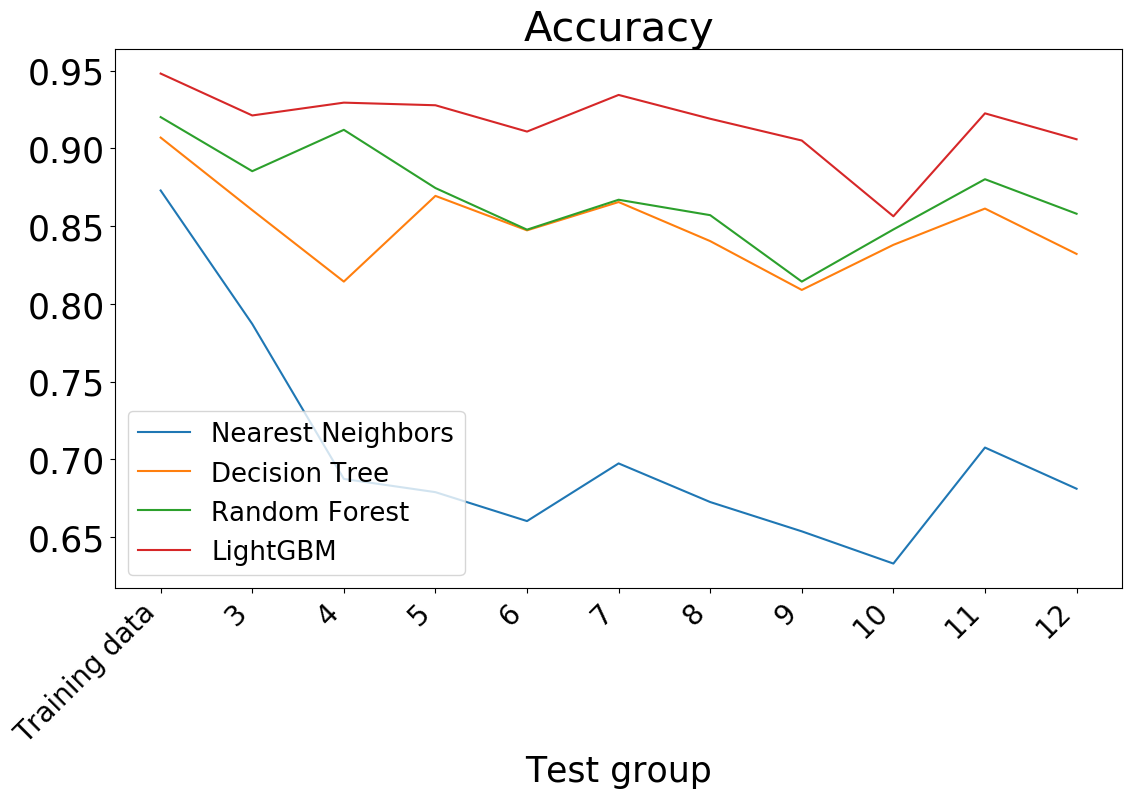 Accuracy
0.95
0.90
0.85
0.80
0.75
0.70
0.65
Nearest Neighbors
Decision Tree
Random Forest
LightGBM
Training data
3
4
5
6
7
8
9
10
11
12
Test group